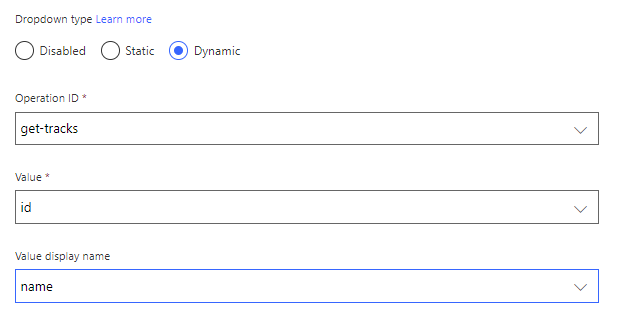 Dropdown type Learn more
Disabled Static Dynamic
Operation ID *
get-tracks
Value *
id
Value display name
name